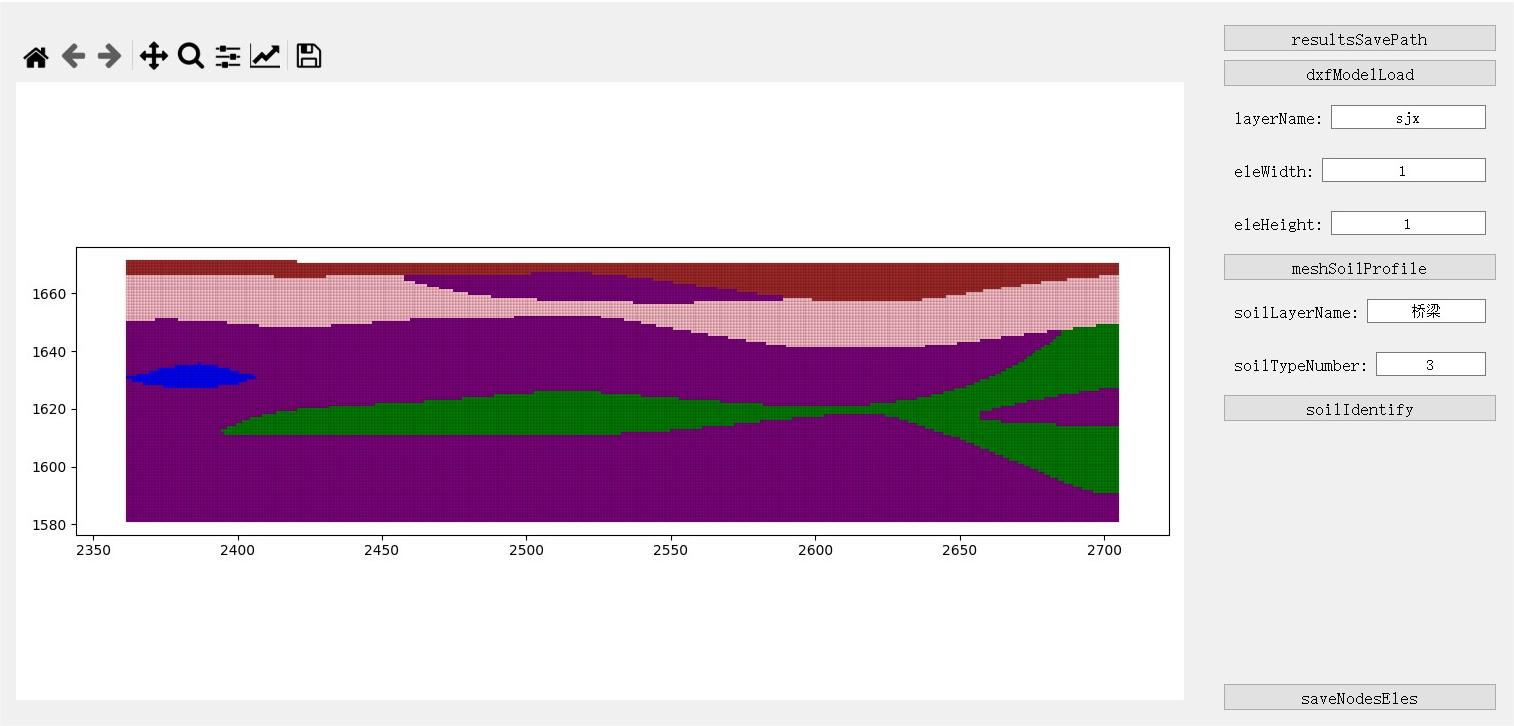 resultsSavePath
dxfModelLoad
layerName: sjx
eleWidth: 1
eleHeight: 1
meshSoilProfile
soilLayerName: 桥梁
soilTypeNumber: 3
soilIdentify
saveNodesEles
1660
1640
1620
1600
1580
2350 2400 2450 2500 2550 2600 2650 2700